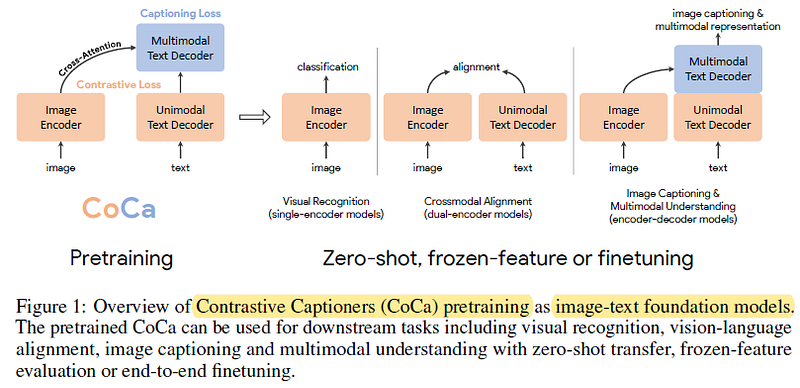 Captioning Loss
Cross-Attention
Multimodal
Text Decoder
Contrastive Loss
Image
Encoder
Unimodal
Text Decoder
image
text
CoCa
Pretraining
classification
Image
Encoder
image
Visual Recognition
(single-encoder models)
alignment
Image
Encoder
Unimodal
Text Decoder
image
text
Crossmodal Alignment
(dual-encoder models)
image captioning &
multimodal representation
Multimodal
Text Decoder
Image
Encoder
Unimodal
Text Decoder
image
text
Image Captioning &
Multimodal Understanding
(encoder-decoder models)
Zero-shot, frozen-feature or finetuning
Figure 1: Overview of Contrastive Captioners (CoCa) pretraining as image-text foundation models.
The pretrained CoCa can be used for downstream tasks including visual recognition, vision-language
alignment, image captioning and multimodal understanding with zero-shot transfer, frozen-feature
evaluation or end-to-end finetuning.